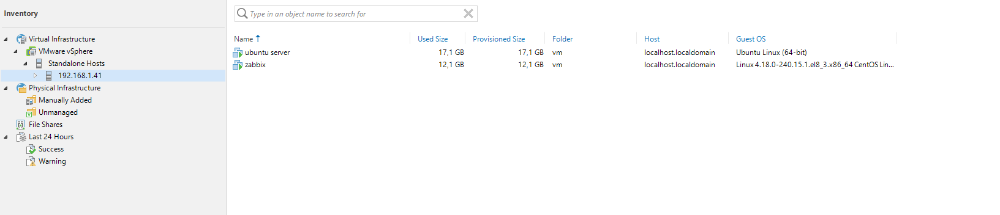 Inventory
Type in an object name to search for
Virtual Infrastructure
VMware vSphere
Standalone Hosts
192.168.1.41
Physical Infrastructure
Manually Added
Unmanaged
File Shares
Last 24 Hours
Success
Warning
Name Used Size Provisioned Size Folder Host Guest OS
ubuntu server 17,1 GB 17,1 GB vm localhost.localdomain Ubuntu Linux (64-bit)
zabbix 12,1 GB 12,1 GB vm localhost.localdomain Linux 4.18.0-240.15.1.el8_3.x86_64 CentOS Lin...